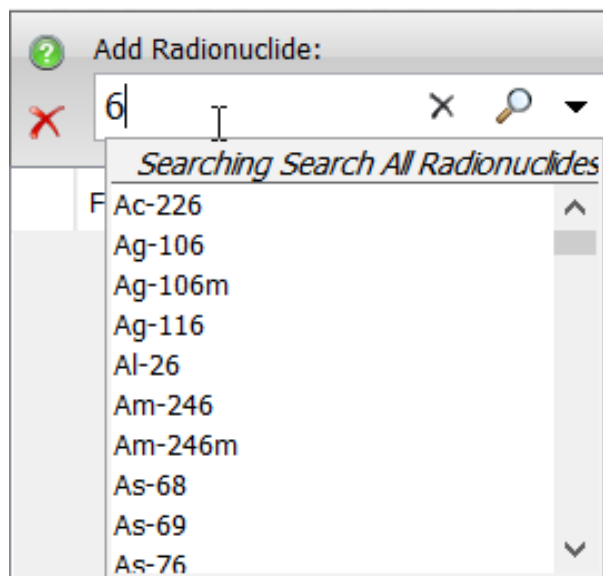 Add Radionuclide:
6
Searching Search All Radionuclides
F
Ac-226
Ag-106
Ag-106m
Ag-116
Al-26
Am-246
Am-246m
As-68
As-69
As-76